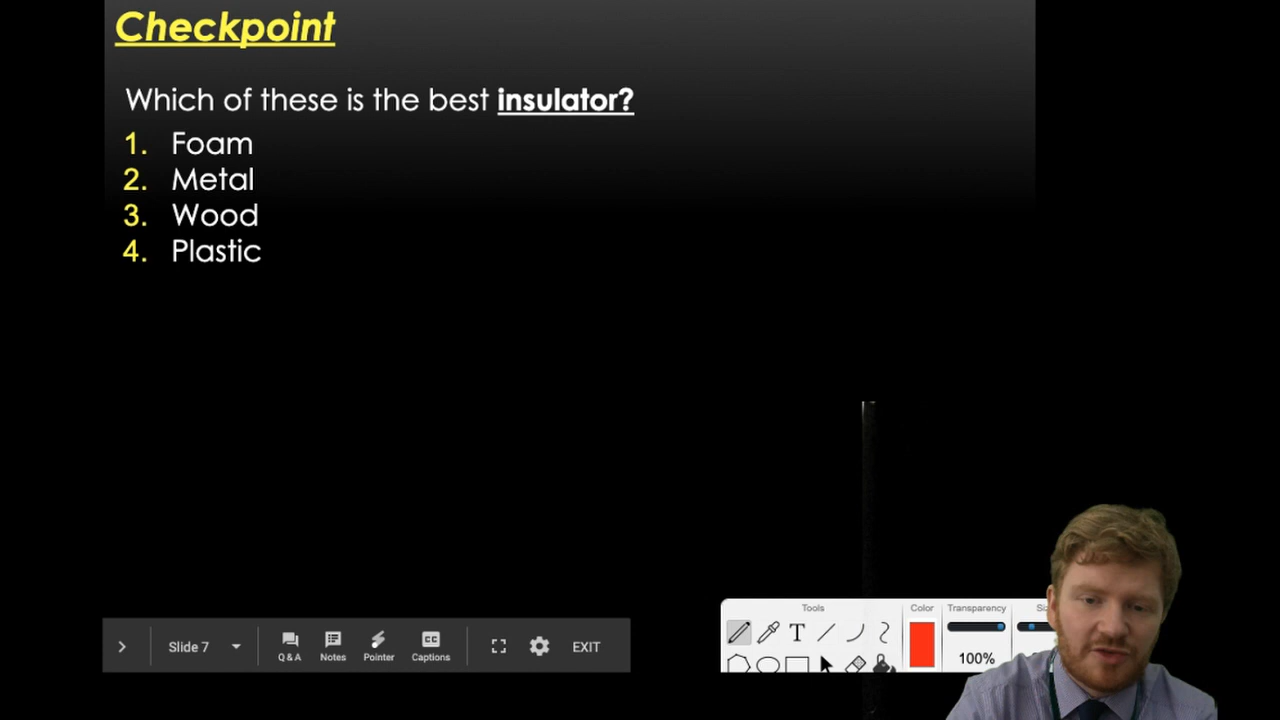 Checkpoint
Which of these is the best insulator?
1. Foam
2. Metal
3. Wood
4. Plastic
Tools
Color
Transparency
Slide 7
Q & A
Notes
Pointer
CC
Captions
EXIT
T
100%